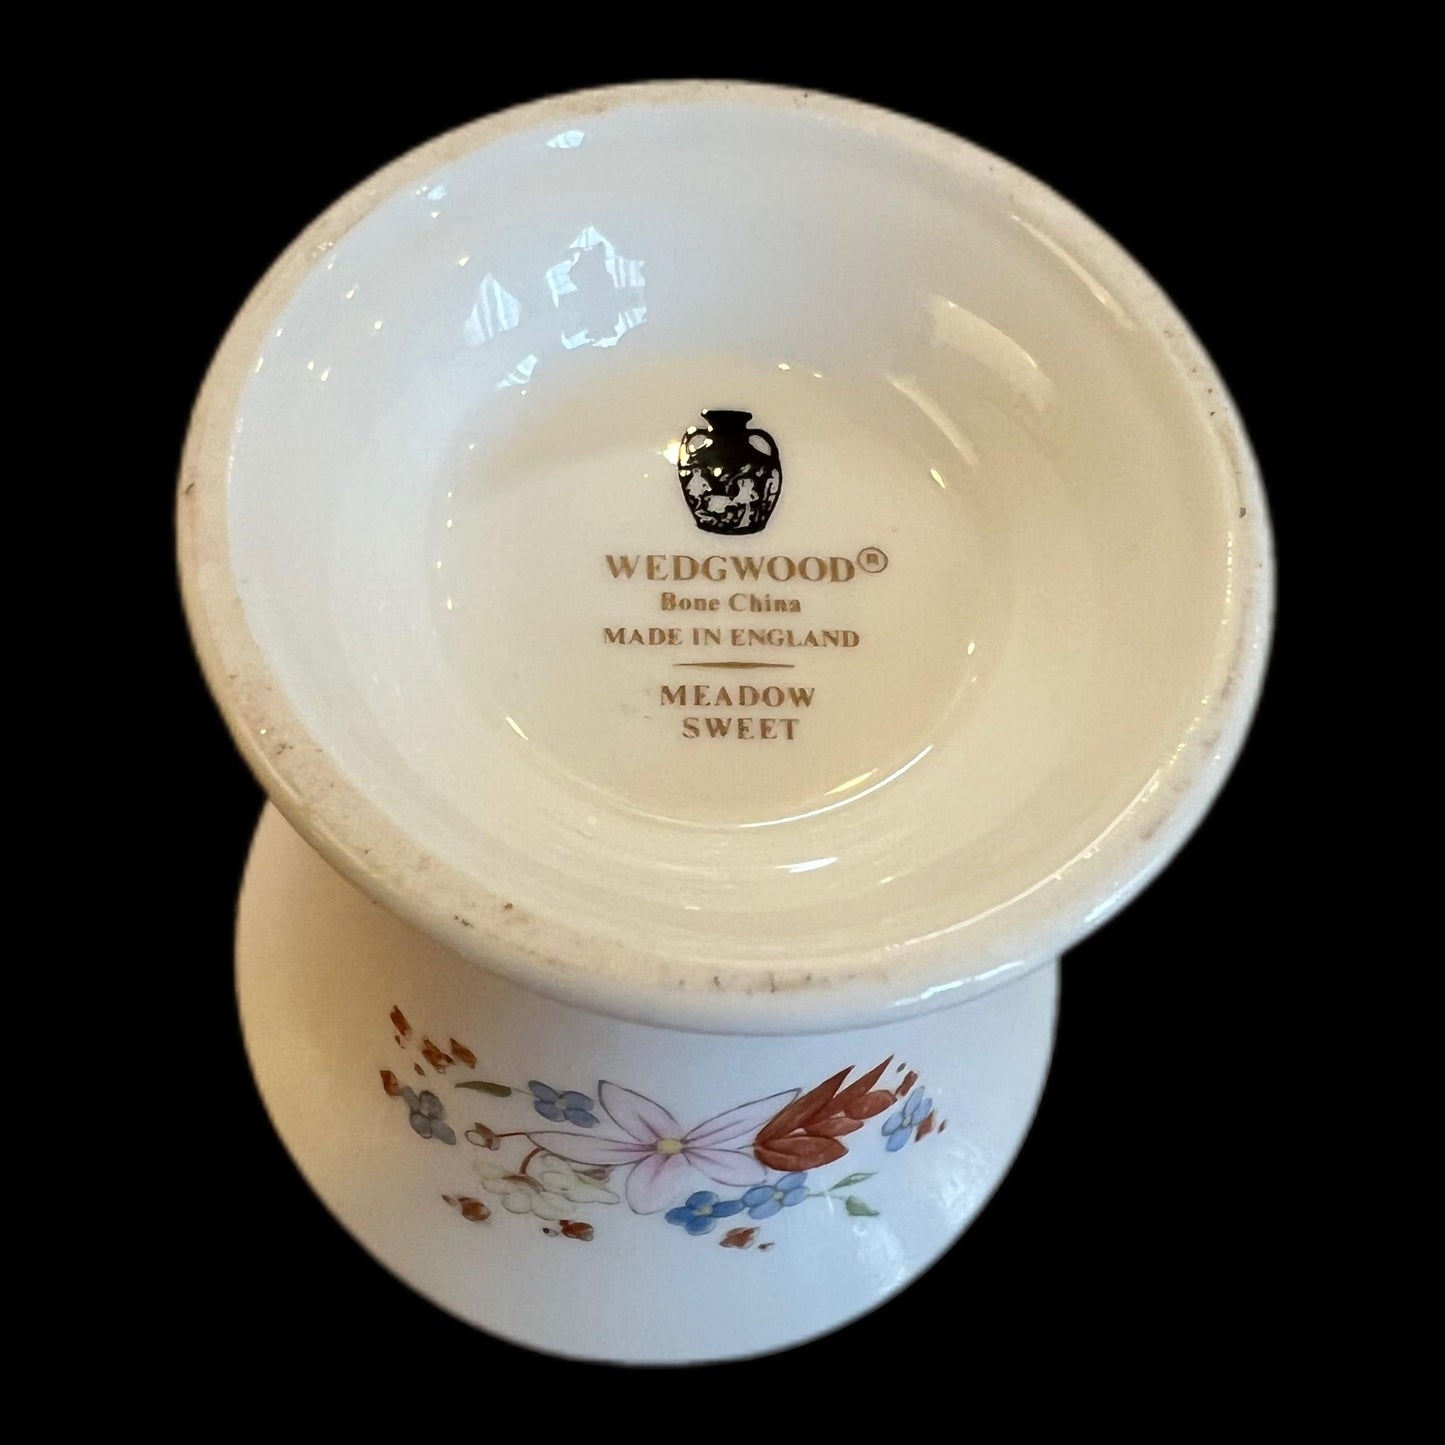 WEDGWOOD®
Bone China
MADE IN ENGLAND
MEADOW
SWEET